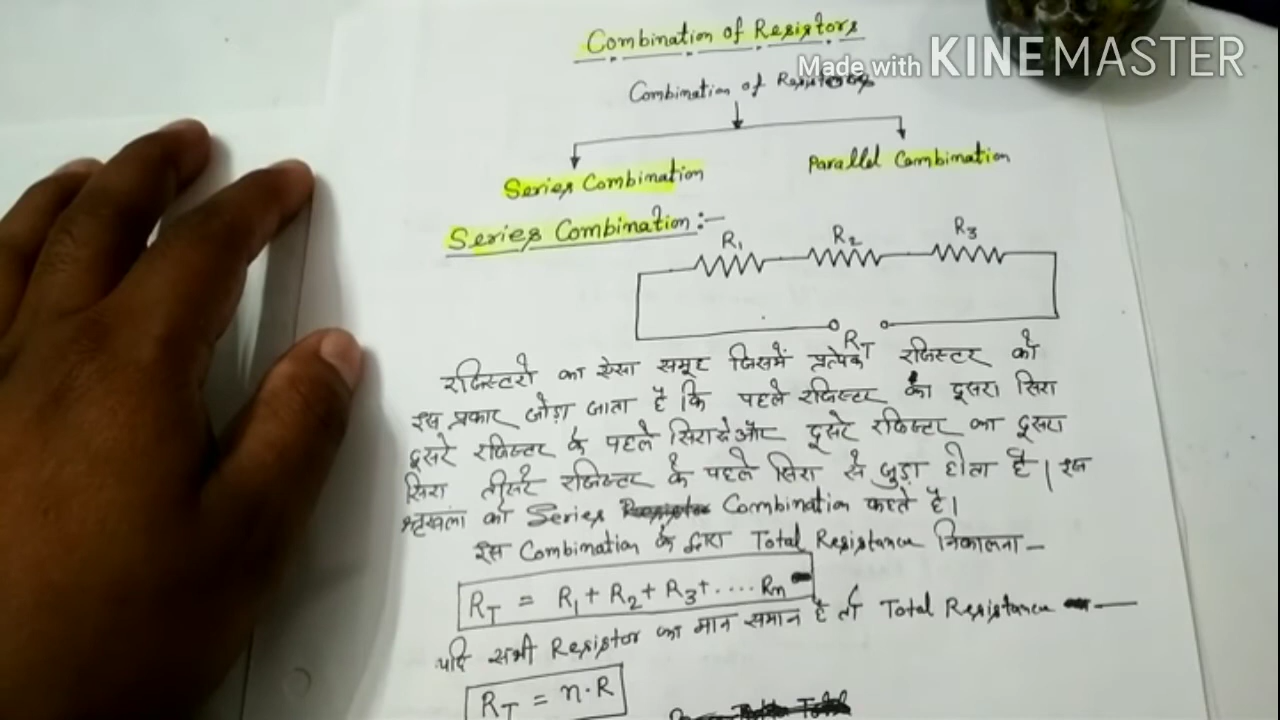 Combination of Resistors
Made with KINEMASTER
Combination of Resistors
Series Combination
Parallel Combination
Series Combination :-
R1 R2 R3
RT
रजिस्टरो का ऐसा समूह जिसमें प्रत्येक रजिस्टर को
इस प्रकार जोड़ा जाता है कि पहले रजिस्टर का दूसरा सिरा
दूसरे रजिस्टर के पहले सिरा से और दूसरे रजिस्टर का दूसरा
सिरा तीसरे रजिस्टर के पहले सिरा से जुड़ा होता है। इस
श्रृखला को Series Combination कहते है।
इस Combination के द्वारा Total Resistance निकालना –
RT = R1 + R2 + R3 + .... Rn
यदि सभी Resistor का मान समान है तो Total Resistance —
RT = n·R